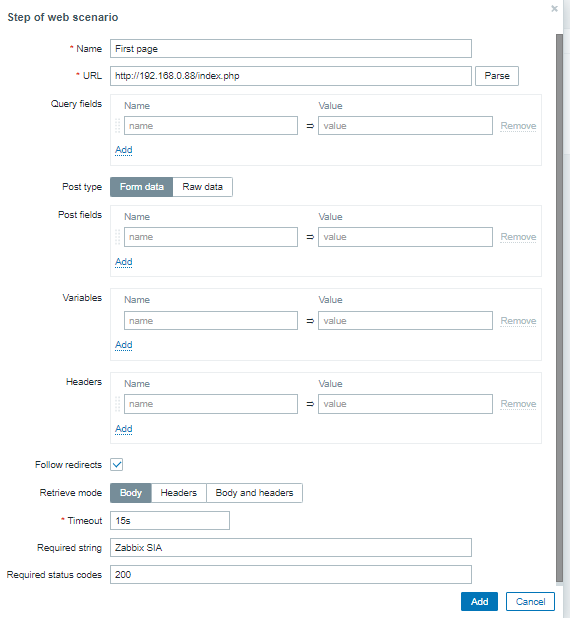 Step of web scenario
* Name First page
* URL http://192.168.0.88/index.php Parse
Query fields Name Value
name ⇒ value Remove
Add
Post type Form data Raw data
Post fields Name Value
name ⇒ value Remove
Add
Variables Name Value
name ⇒ value Remove
Add
Headers Name Value
name ⇒ value Remove
Add
Follow redirects
Retrieve mode Body Headers Body and headers
* Timeout 15s
Required string Zabbix SIA
Required status codes 200
Add Cancel